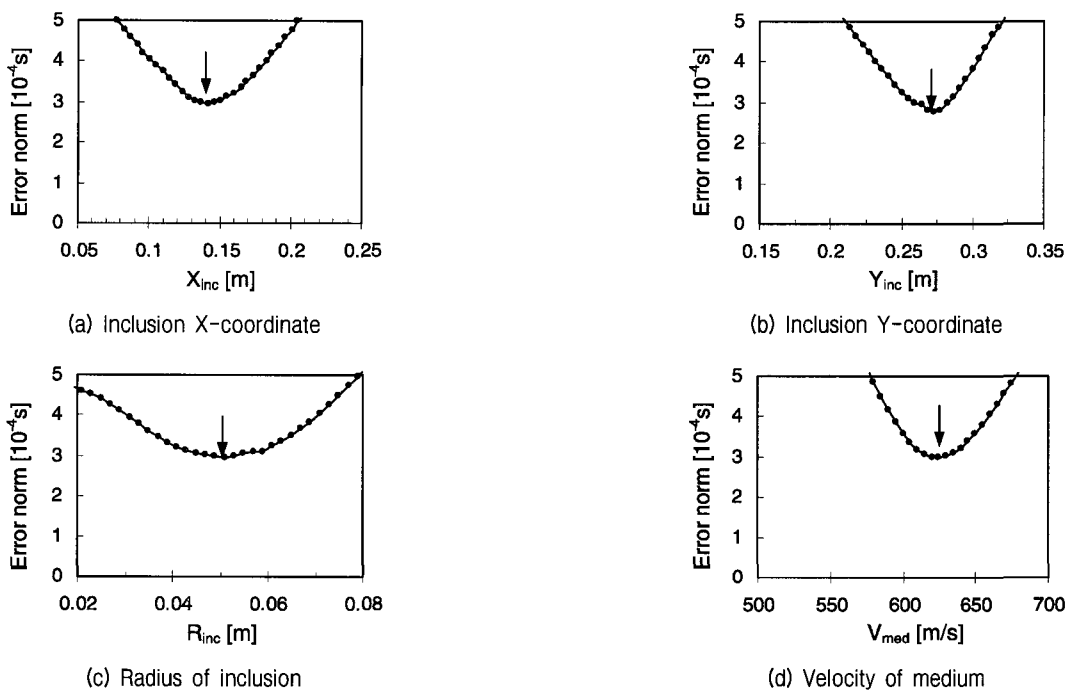 5
4
3
2
1
0
Error norm [10⁻⁴s]
0.05 0.1 0.15 0.2 0.25
X_inc [m]
(a) Inclusion X-coordinate
5
4
3
2
1
0
Error norm [10⁻⁴s]
0.15 0.2 0.25 0.3 0.35
Y_inc [m]
(b) Inclusion Y-coordinate
5
4
3
2
1
0
Error norm [10⁻⁴s]
0.02 0.04 0.06 0.08
R_inc [m]
(c) Radius of inclusion
5
4
3
2
1
0
Error norm [10⁻⁴s]
500 550 600 650 700
V_med [m/s]
(d) Velocity of medium